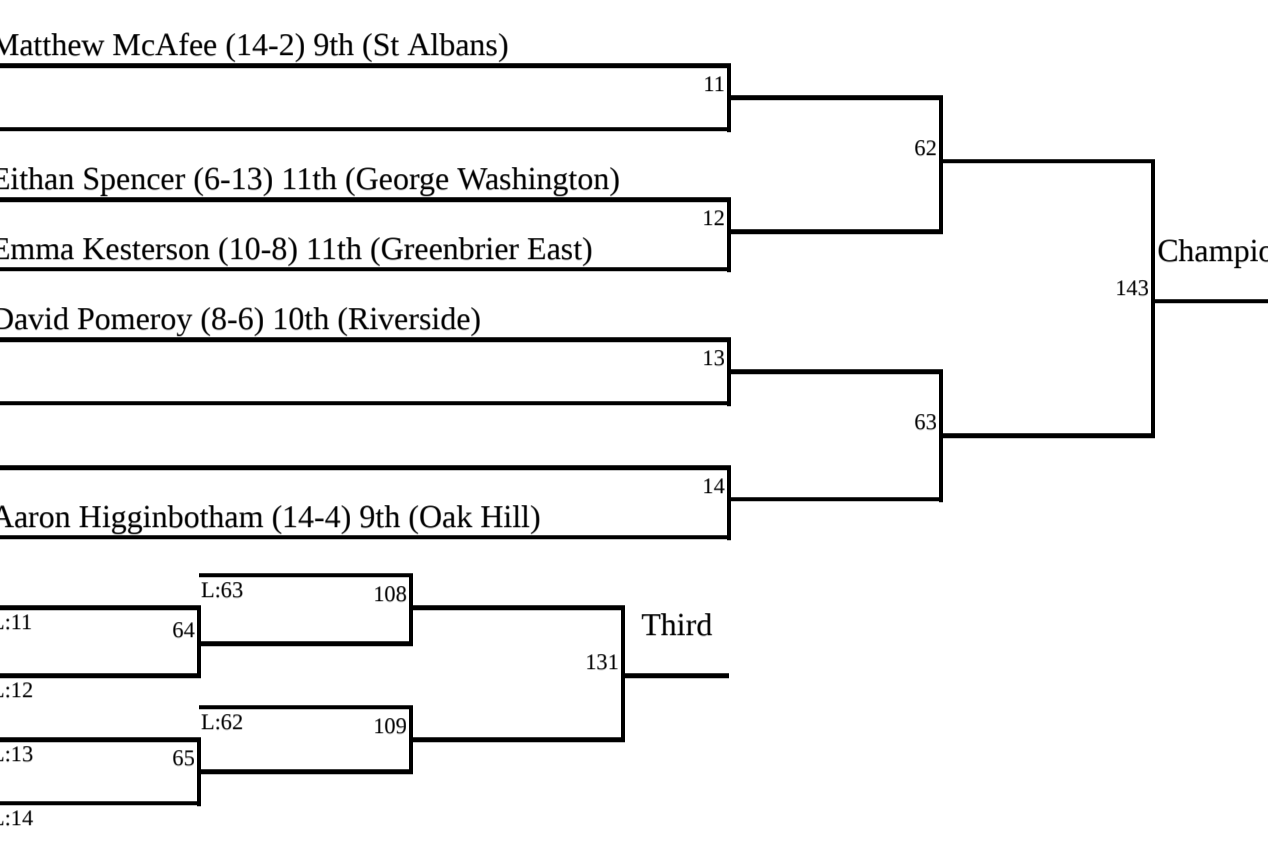 Matthew McAfee (14-2) 9th (St Albans)
11
62
Eithan Spencer (6-13) 11th (George Washington)
12
Emma Kesterson (10-8) 11th (Greenbrier East)
Champio
143
David Pomeroy (8-6) 10th (Riverside)
13
63
14
Aaron Higginbotham (14-4) 9th (Oak Hill)
L:63
108
L:11
64
Third
131
L:12
L:62
109
L:13
65
L:14